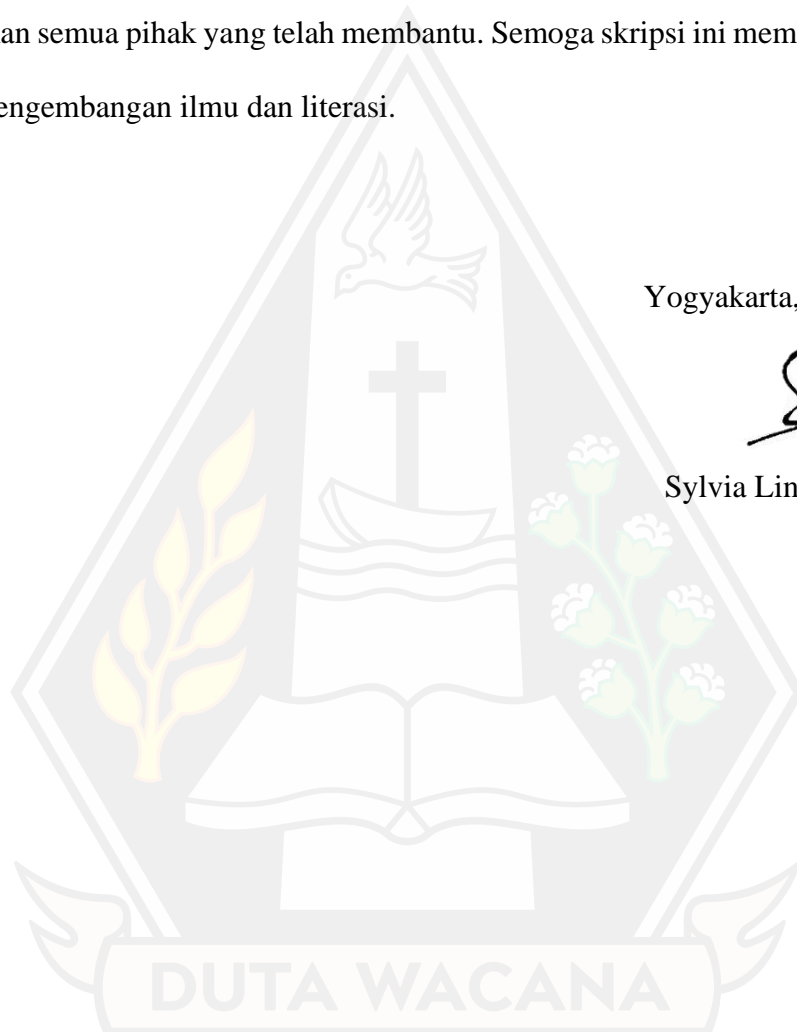 an semua pihak yang telah membantu. Semoga skripsi ini mem
engembangan ilmu dan literasi.
Yogyakarta,
Sylvia Lin
DUTA WACANA